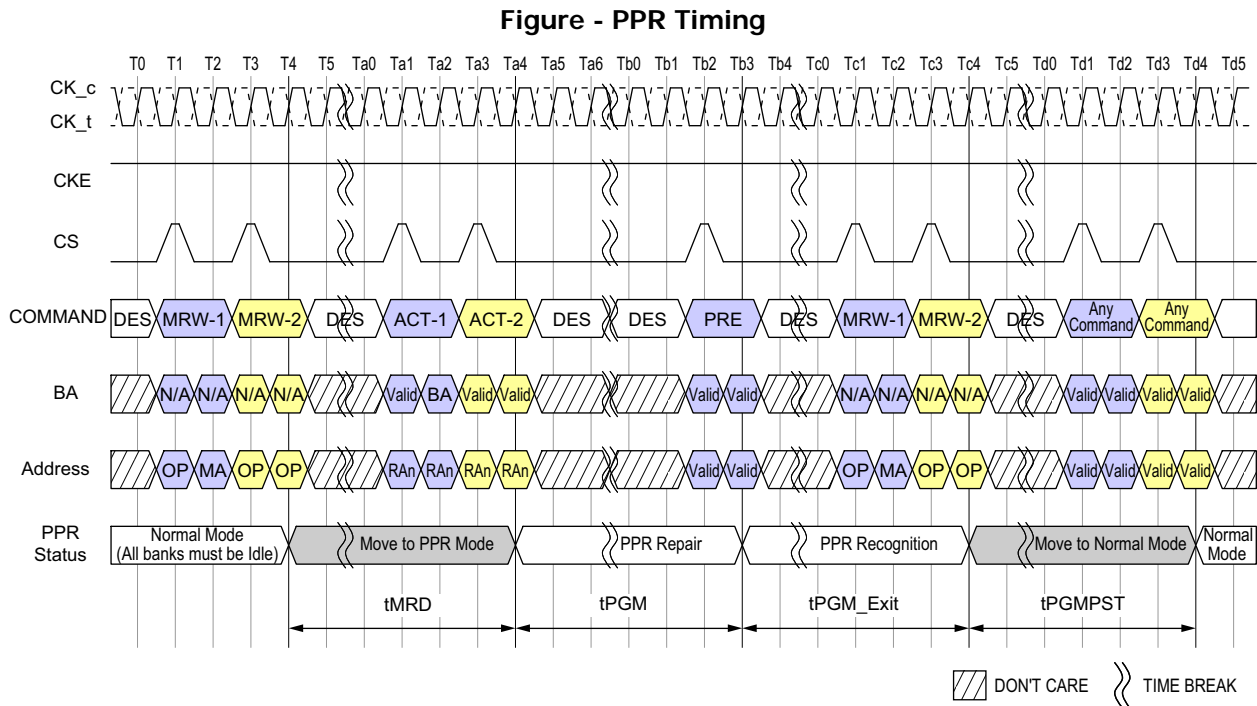 Figure - PPR Timing
T0 T1 T2 T3 T4 T5 Ta0 Ta1 Ta2 Ta3 Ta4 Ta5 Ta6 Tb0 Tb1 Tb2 Tb3 Tb4 Tc0 Tc1 Tc2 Tc3 Tc4 Tc5 Td0 Td1 Td2 Td3 Td4 Td5
CK_c
CK_t
CKE
CS
COMMAND DES MRW-1 MRW-2 DES ACT-1 ACT-2 DES DES PRE DES MRW-1 MRW-2 DES Any Command Any Command
BA N/A N/A N/A N/A Valid BA Valid Valid Valid Valid N/A N/A N/A N/A Valid Valid Valid Valid
Address OP MA OP OP RAn RAn RAn RAn Valid Valid OP MA OP OP Valid Valid Valid Valid
PPR Status Normal Mode (All banks must be Idle) Move to PPR Mode PPR Repair PPR Recognition Move to Normal Mode Normal Mode
tMRD tPGM tPGM_Exit tPGMPST
DON'T CARE TIME BREAK